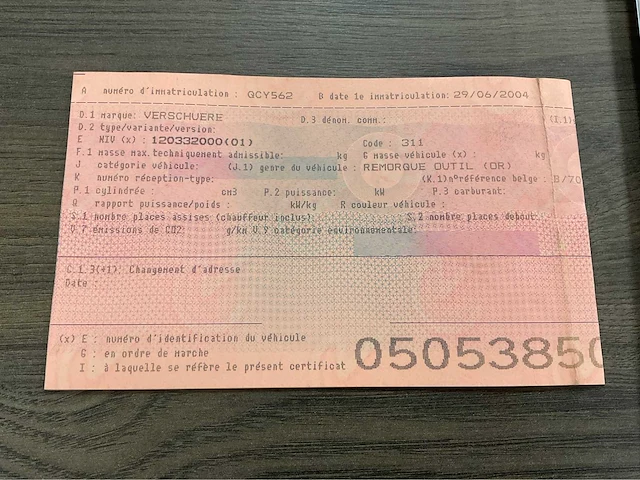 A numéro d'immatriculation : QCY562 B date 1e immatriculation: 29/06/2004
D.1 marque: VERSCHUERE D.3 dénom. comm.: (I.1)
D.2 type/variante/version:
E NIV (x) : 120332000(01) Code : 311
F.1 masse max.techniquement admissible: kg G masse véhicule (x) : kg
J catégorie véhicule: (J.1) genre du véhicule : REMORQUE OUTIL (OR)
K numéro réception-type: (K.1)n°référence belge : B/70
P.1 cylindrée : cm3 P.2 puissance: kW P.3 carburant:
Q rapport puissance/poids : kW/kg R couleur véhicule :
S.1 nombre places assises (chauffeur inclus): S.2 nombre places debout
V.7 émissions de CO2: g/km V.9 catégorie environnementale:
C.1.3(+1): Changement d'adresse
Date
(x) E : numéro d'identification du véhicule
G : en ordre de marche
I : à laquelle se réfère le présent certificat
05053850